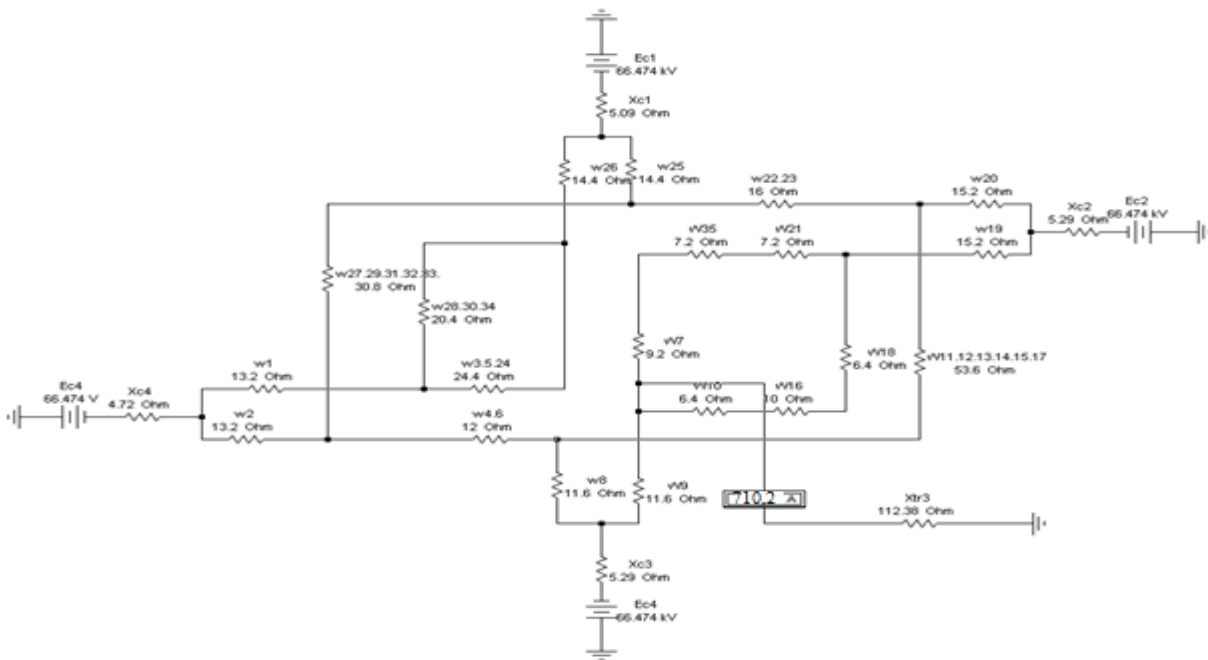 Ec1
66.474 kV
Xc1
5.09 Ohm
w26
14.4 Ohm
w25
14.4 Ohm
w22.23
16 Ohm
w20
15.2 Ohm
Xc2
5.29 Ohm
Ec2
66.474 kV
W35
7.2 Ohm
W21
7.2 Ohm
w19
15.2 Ohm
w27.29.31.32.33.
30.8 Ohm
w28.30.34
20.4 Ohm
W7
9.2 Ohm
W18
6.4 Ohm
W11.12.13.14.15.17
53.6 Ohm
w1
13.2 Ohm
w3.5.24
24.4 Ohm
Ec4
66.474 V
Xc4
4.72 Ohm
W10
6.4 Ohm
W16
10 Ohm
w2
13.2 Ohm
w4.6
12 Ohm
w8
11.6 Ohm
W9
11.6 Ohm
710.2 A
Xtr3
112.38 Ohm
Xc3
5.29 Ohm
Ec4
66.474 kV